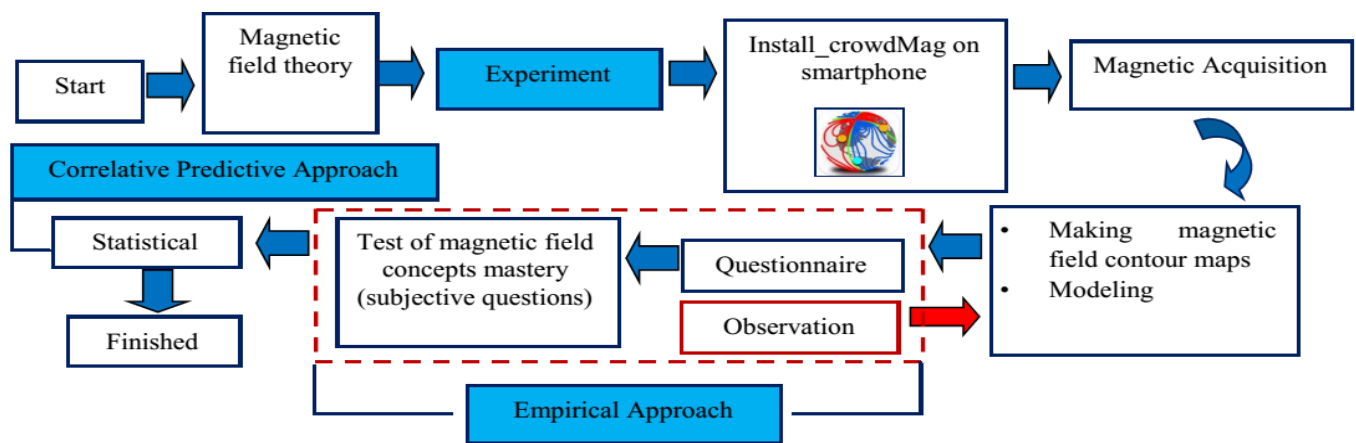 Start
Magnetic
field theory
Experiment
Install_crowdMag on
smartphone
Magnetic Acquisition
• Making magnetic
field contour maps
• Modeling
Questionnaire
Observation
Test of magnetic field
concepts mastery
(subjective questions)
Empirical Approach
Correlative Predictive Approach
Statistical
Finished